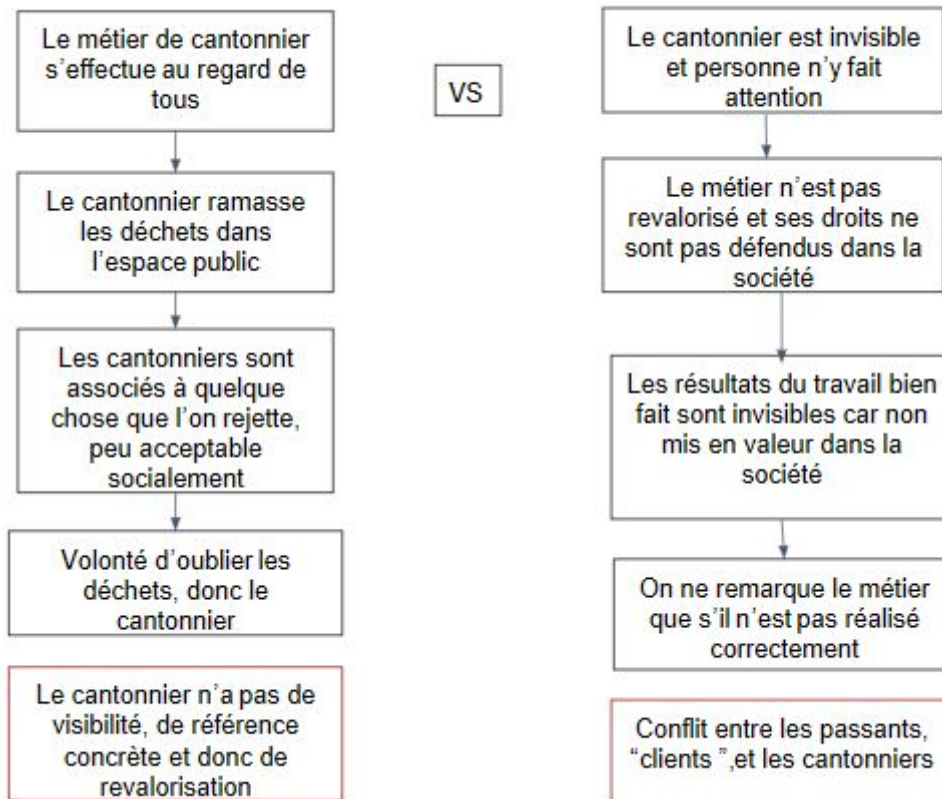 Le métier de cantonnier
s’effectue au regard de
tous
VS
Le cantonnier est invisible
et personne n’y fait
attention
Le cantonnier ramasse
les déchets dans
l’espace public
Le métier n’est pas
revalorisé et ses droits ne
sont pas défendus dans la
société
Les cantonniers sont
associés à quelque
chose que l’on rejette,
peu acceptable
socialement
Les résultats du travail bien
fait sont invisibles car non
mis en valeur dans la
société
Volonté d’oublier les
déchets, donc le
cantonnier
On ne remarque le métier
que s’il n’est pas réalisé
correctement
Le cantonnier n’a pas de
visibilité, de référence
concrète et donc de
revalorisation
Conflit entre les passants,
“clients ”,et les cantonniers